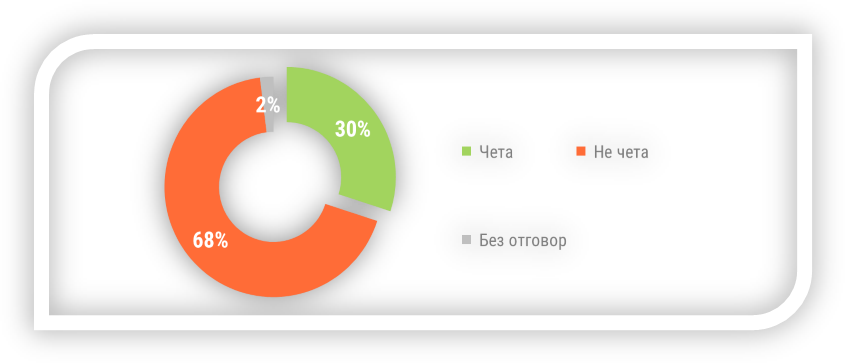 2%
30%
68%
Чета
Не чета
Без отговор